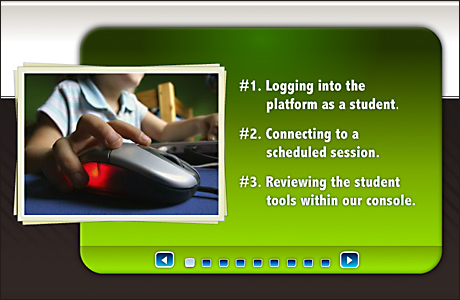 #1. Logging into the
platform as a student.
#2. Connecting to a
scheduled session.
#3. Reviewing the student
tools within our console.